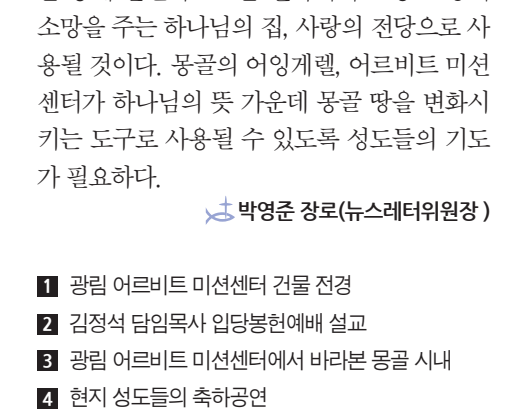 소망을 주는 하나님의 집, 사랑의 전당으로 사
용될 것이다. 몽골의 어잉게렐, 어르비트 미션
센터가 하나님의 뜻 가운데 몽골 땅을 변화시
키는 도구로 사용될 수 있도록 성도들의 기도
가 필요하다.
박영준 장로(뉴스레터위원장 )
1 광림 어르비트 미션센터 건물 전경
2 김정석 담임목사 입당봉헌예배 설교
3 광림 어르비트 미션센터에서 바라본 몽골 시내
4 현지 성도들의 축하공연